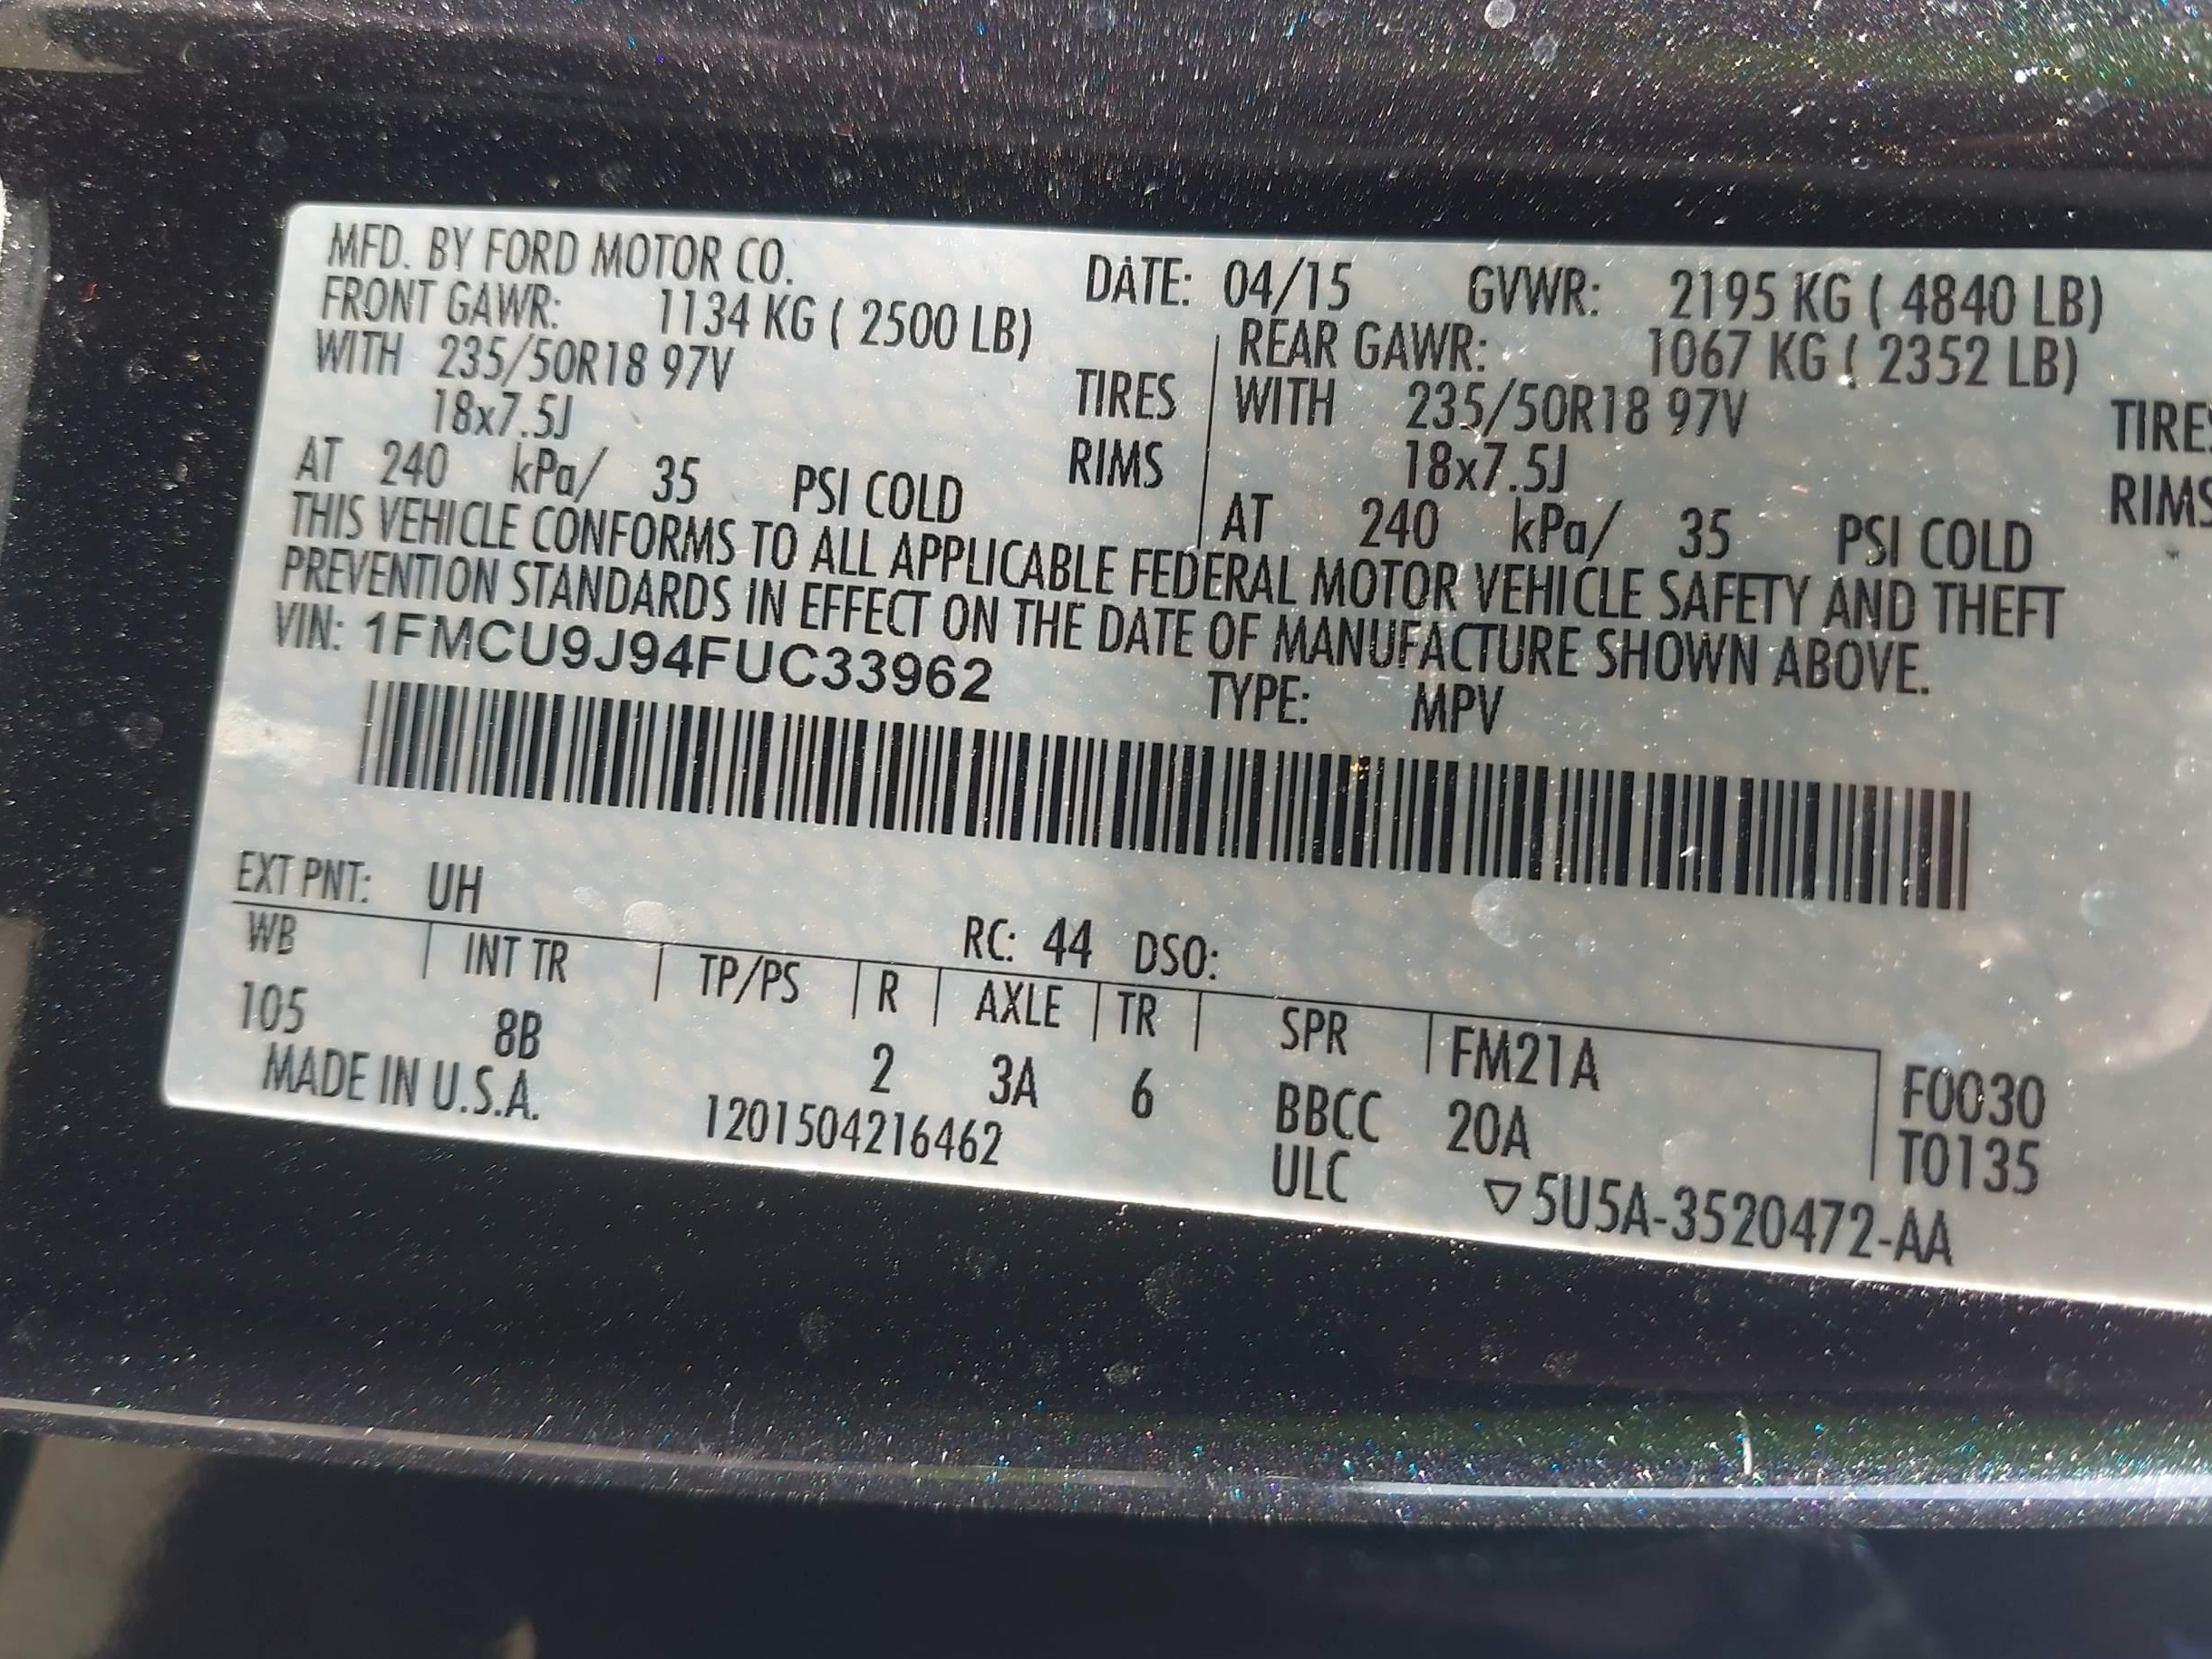 MFD. BY FORD MOTOR CO. DATE: 04/15 GVWR: 2195 KG ( 4840 LB)
FRONT GAWR: 1134 KG ( 2500 LB) REAR GAWR: 1067 KG ( 2352 LB)
WITH 235/50R18 97V TIRES WITH 235/50R18 97V TIRES
18x7.5J RIMS 18x7.5J RIMS
AT 240 kPa/ 35 PSI COLD AT 240 kPa/ 35 PSI COLD
THIS VEHICLE CONFORMS TO ALL APPLICABLE FEDERAL MOTOR VEHICLE SAFETY AND THEFT
PREVENTION STANDARDS IN EFFECT ON THE DATE OF MANUFACTURE SHOWN ABOVE.
VIN: 1FMCU9J94FUC33962 TYPE: MPV
EXT PNT: UH RC: 44 DSO:
WB INT TR TP/PS R AXLE TR SPR FM21A F0030
105 8B 2 3A 6 BBCC 20A T0135
MADE IN U.S.A. 1201504216462 ULC ▽5U5A-3520472-AA